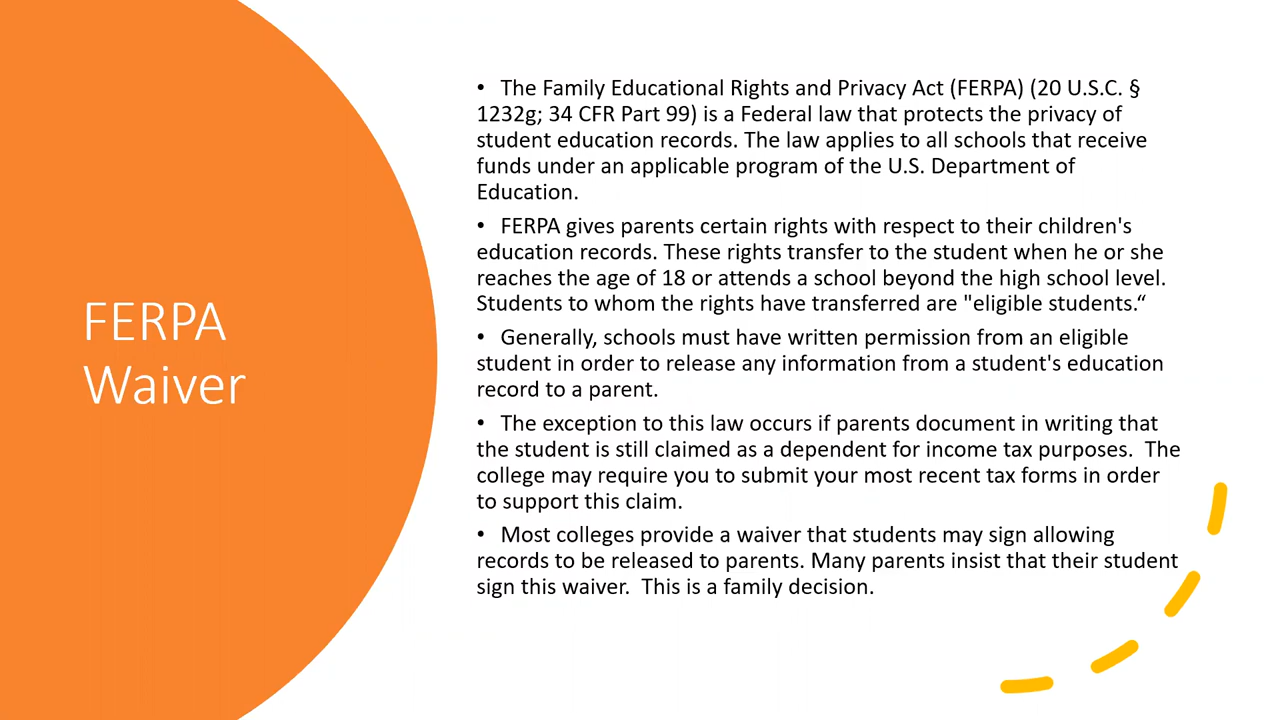 FERPA
Waiver
• The Family Educational Rights and Privacy Act (FERPA) (20 U.S.C. §
1232g; 34 CFR Part 99) is a Federal law that protects the privacy of
student education records. The law applies to all schools that receive
funds under an applicable program of the U.S. Department of
Education.
• FERPA gives parents certain rights with respect to their children's
education records. These rights transfer to the student when he or she
reaches the age of 18 or attends a school beyond the high school level.
Students to whom the rights have transferred are "eligible students.“
• Generally, schools must have written permission from an eligible
student in order to release any information from a student's education
record to a parent.
• The exception to this law occurs if parents document in writing that
the student is still claimed as a dependent for income tax purposes.  The
college may require you to submit your most recent tax forms in order
to support this claim.
• Most colleges provide a waiver that students may sign allowing
records to be released to parents. Many parents insist that their student
sign this waiver.  This is a family decision.